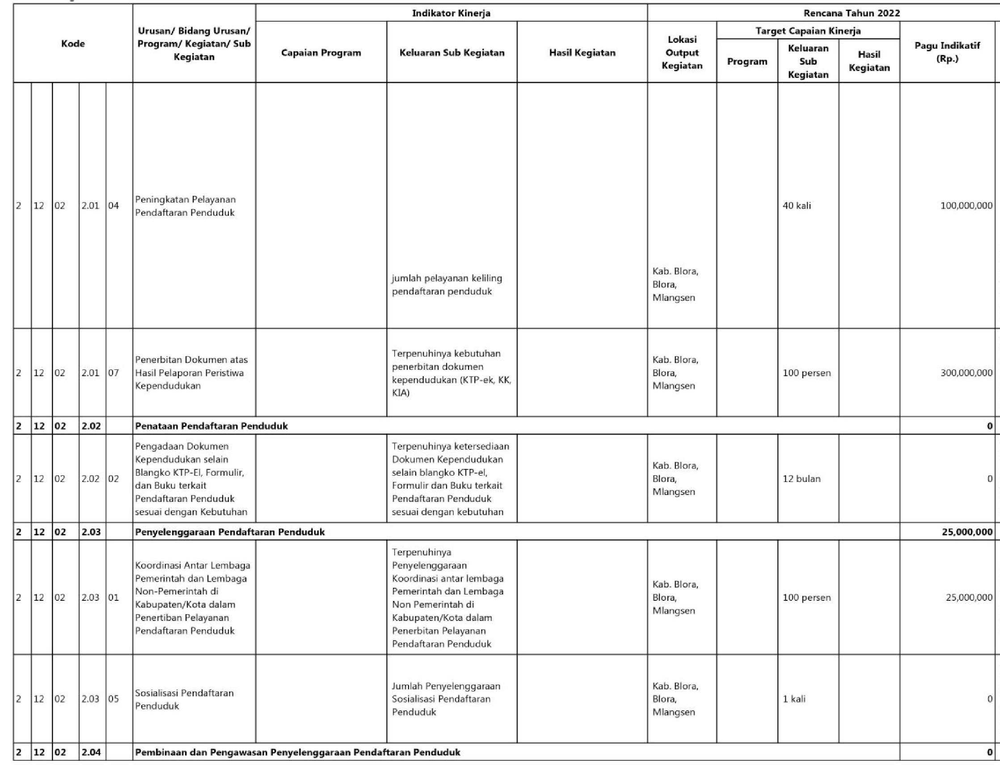 Kode
Urusan/ Bidang Urusan/
Program/ Kegiatan/ Sub
Kegiatan
Indikator Kinerja
Capaian Program
Keluaran Sub Kegiatan
Hasil Kegiatan
Rencana Tahun 2022
Lokasi
Output
Kegiatan
Target Capaian Kinerja
Program
Keluaran
Sub
Kegiatan
Hasil
Kegiatan
Pagu Indikatif
(Rp.)
2 12 02 2.01 04
Peningkatan Pelayanan
Pendaftaran Penduduk
jumlah pelayanan keliling
pendaftaran penduduk
Kab. Blora,
Blora,
Mlangsen
40 kali
100,000,000
2 12 02 2.01 07
Penerbitan Dokumen atas
Hasil Pelaporan Peristiwa
Kependudukan
Terpenuhinya kebutuhan
penerbitan dokumen
kependudukan (KTP-ek, KK,
KIA)
Kab. Blora,
Blora,
Mlangsen
100 persen
300,000,000
2 12 02 2.02 Penataan Pendaftaran Penduduk 0
2 12 02 2.02 02
Pengadaan Dokumen
Kependudukan selain
Blangko KTP-El, Formulir,
dan Buku terkait
Pendaftaran Penduduk
sesuai dengan Kebutuhan
Terpenuhinya ketersediaan
Dokumen Kependudukan
selain blangko KTP-el,
Formulir dan Buku terkait
Pendaftaran Penduduk
sesuai dengan kebutuhan
Kab. Blora,
Blora,
Mlangsen
12 bulan
0
2 12 02 2.03 Penyelenggaraan Pendaftaran Penduduk 25,000,000
2 12 02 2.03 01
Koordinasi Antar Lembaga
Pemerintah dan Lembaga
Non-Pemerintah di
Kabupaten/Kota dalam
Penertiban Pelayanan
Pendaftaran Penduduk
Terpenuhinya
Penyelenggaraan
Koordinasi antar lembaga
Pemerintah dan Lembaga
Non Pemerintah di
Kabupaten/Kota dalam
Penerbitan Pelayanan
Pendaftaran Penduduk
Kab. Blora,
Blora,
Mlangsen
100 persen
25,000,000
2 12 02 2.03 05
Sosialisasi Pendaftaran
Penduduk
Jumlah Penyelenggaraan
Sosialisasi Pendaftaran
Penduduk
Kab. Blora,
Blora,
Mlangsen
1 kali
0
2 12 02 2.04 Pembinaan dan Pengawasan Penyelenggaraan Pendaftaran Penduduk 0